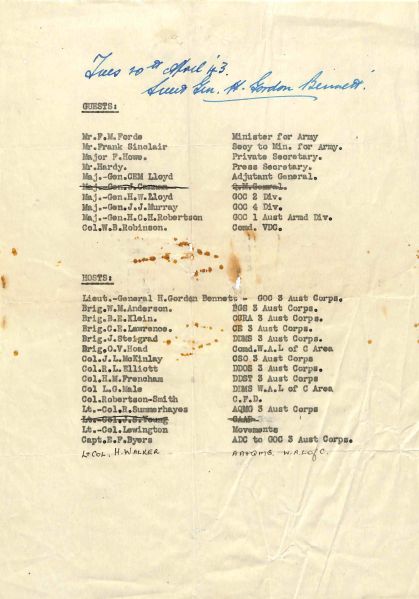 Tues 20th April '43.
Lieut Gen. H. Gordon Bennett.
GUESTS:
Mr.F.M.Forde Minister for Army
Mr.Frank Sinclair Secy to Min. for Army.
Major F.Howe. Private Secretary.
Mr.Hardy. Press Secretary.
Maj.-Gen.CEM Lloyd Adjutant General.
Maj.-Gen.J.Cannan Q.M.General.
Maj.-Gen.H.W.Lloyd GOC 2 Div.
Maj.-Gen.J.J.Murray GOC 4 Div.
Maj.-Gen.H.C.H.Robertson GOC 1 Aust Armd Div.
Col.W.B.Robinson. Comd. VDC.
HOSTS:
Lieut.-General H.Gordon Bennett - GOC 3 Aust Corps.
Brig.W.M.Anderson. BGS 3 Aust Corps.
Brig.B.E.Klein. CCRA 3 Aust Corps.
Brig.C.E.Lawrence. CE 3 Aust Corps.
Brig.J.Steigrad DDMS 3 Aust Corps.
Brig.O.V.Hoad Comd.W.A.L of C Area
Col.J.L.McKinlay CSO 3 Aust Corps
Col.R.L.Elliott DDOS 3 Aust Corps.
Col.H.M.Frencham DDST 3 Aust Corps
Col L.G.Male DDMS W.A.L of C Area
Col.Robertson-Smith C.F.D.
Lt.-Col.R.Summerhayes AQMG 3 Aust Corps
Lt.-Col.J.S.Young
Lt.-Col.Lewington Movements
Capt.E.F.Byers ADC to GOC 3 Aust Corps.
Lt COL. H. WALKER AA+QMG. W.A.L of C.